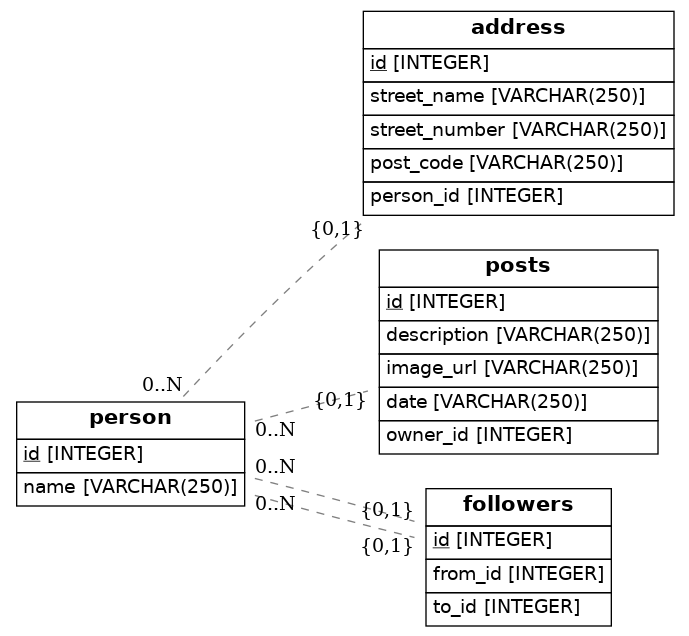 address
id [INTEGER]
street_name [VARCHAR(250)]
street_number [VARCHAR(250)]
post_code [VARCHAR(250)]
person_id [INTEGER]
{0,1}
0..N
posts
id [INTEGER]
description [VARCHAR(250)]
image_url [VARCHAR(250)]
date [VARCHAR(250)]
owner_id [INTEGER]
{0,1}
0..N
person
id [INTEGER]
name [VARCHAR(250)]
0..N
{0,1}
0..N
{0,1}
followers
id [INTEGER]
from_id [INTEGER]
to_id [INTEGER]